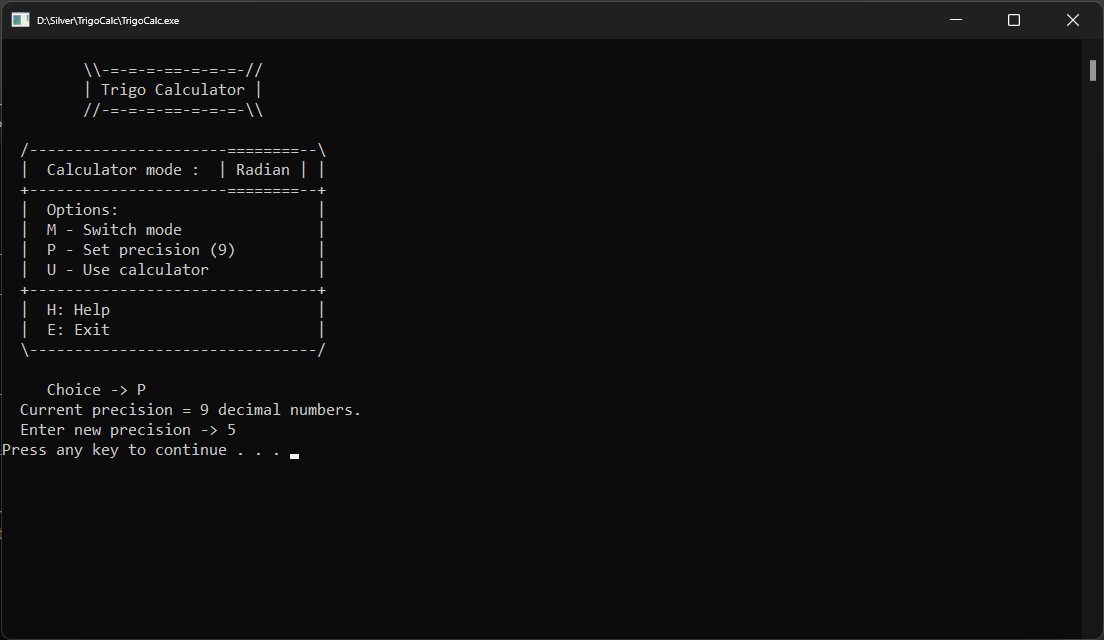 D:\Silver\TrigoCalc\TrigoCalc.exe
\\-=-=-=-==-=-=-=-//
| Trigo Calculator |
//-=-=-=-==-=-=-=-\\
/----------------------========--\
|  Calculator mode :  | Radian | |
+----------------------========--+
|  Options:                      |
|  M - Switch mode               |
|  P - Set precision (9)         |
|  U - Use calculator            |
+--------------------------------+
|  H: Help                       |
|  E: Exit                       |
\--------------------------------/
Choice -> P
Current precision = 9 decimal numbers.
Enter new precision -> 5
Press any key to continue . . .